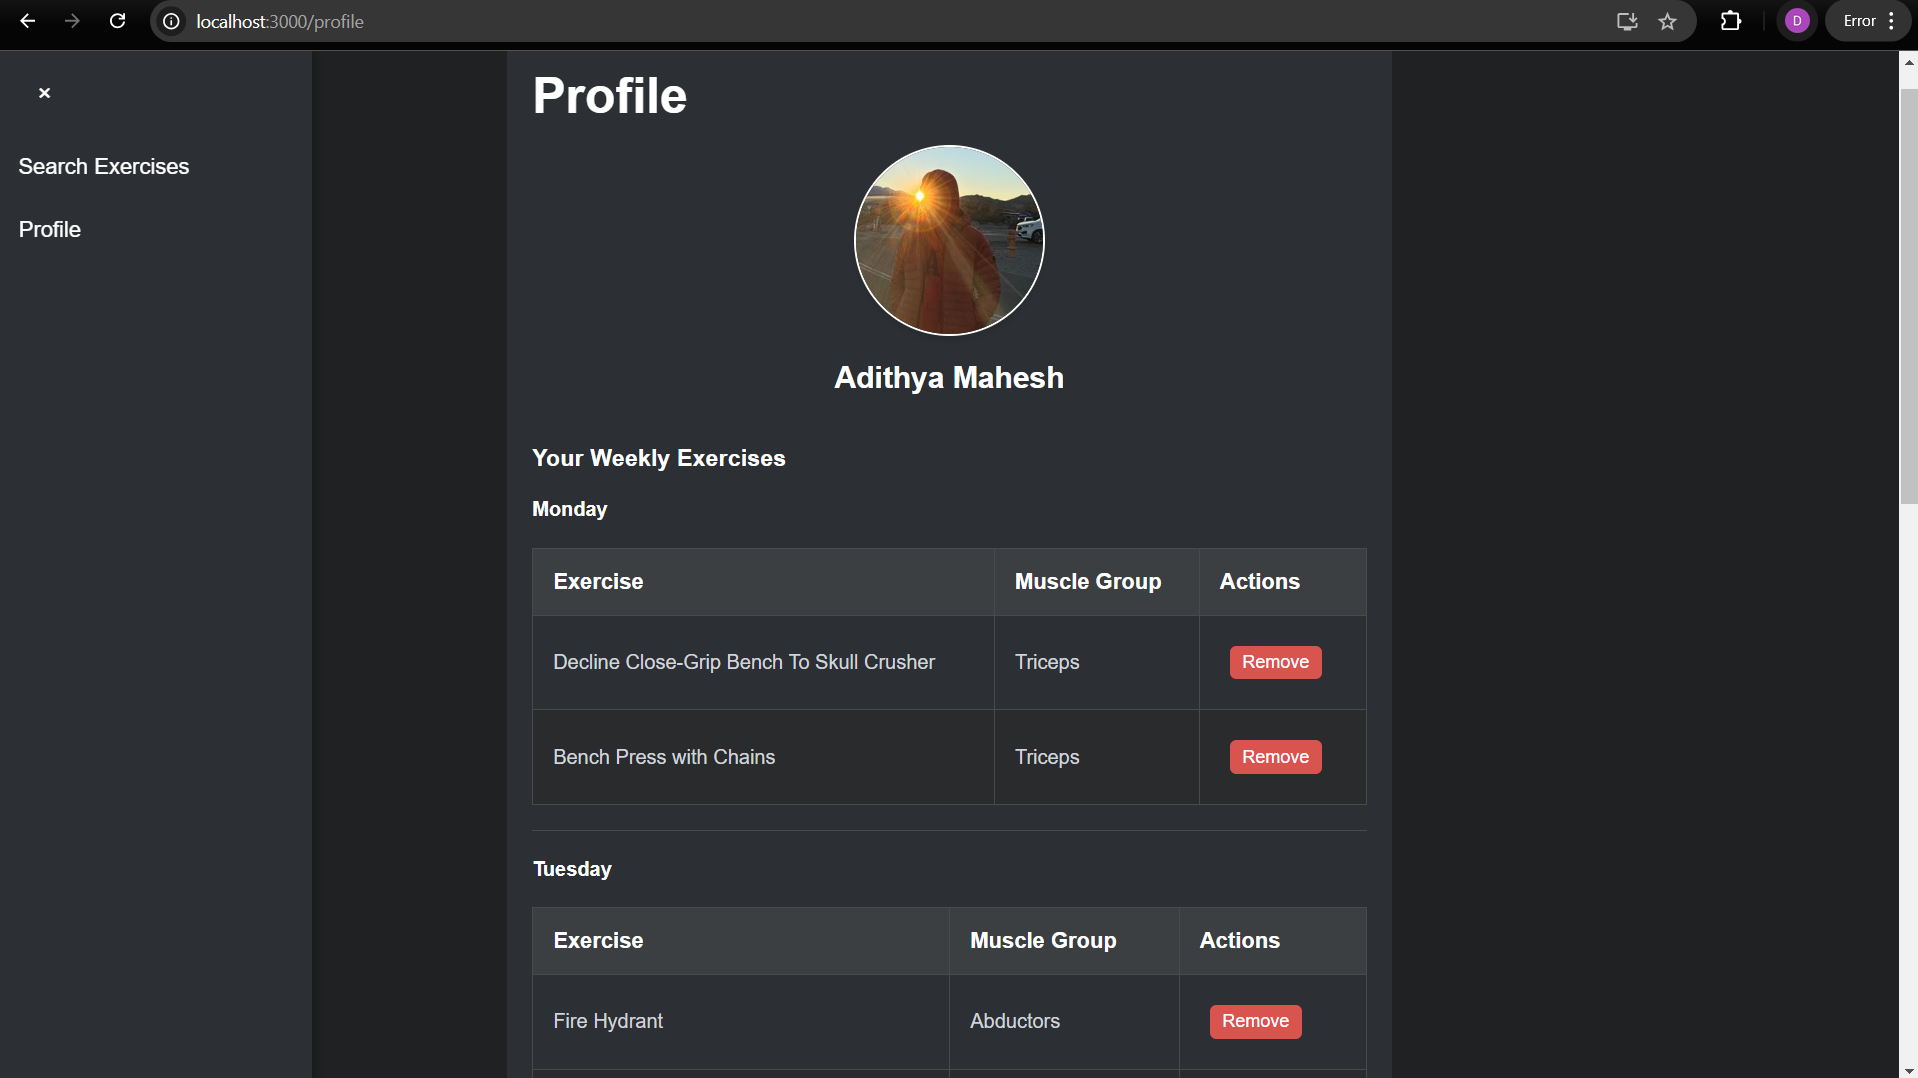 localhost:3000/profile
D
Error
×
Search Exercises
Profile
Profile
Adithya Mahesh
Your Weekly Exercises
Monday
Exercise Muscle Group Actions
Decline Close-Grip Bench To Skull Crusher Triceps Remove
Bench Press with Chains Triceps Remove
Tuesday
Exercise Muscle Group Actions
Fire Hydrant Abductors Remove